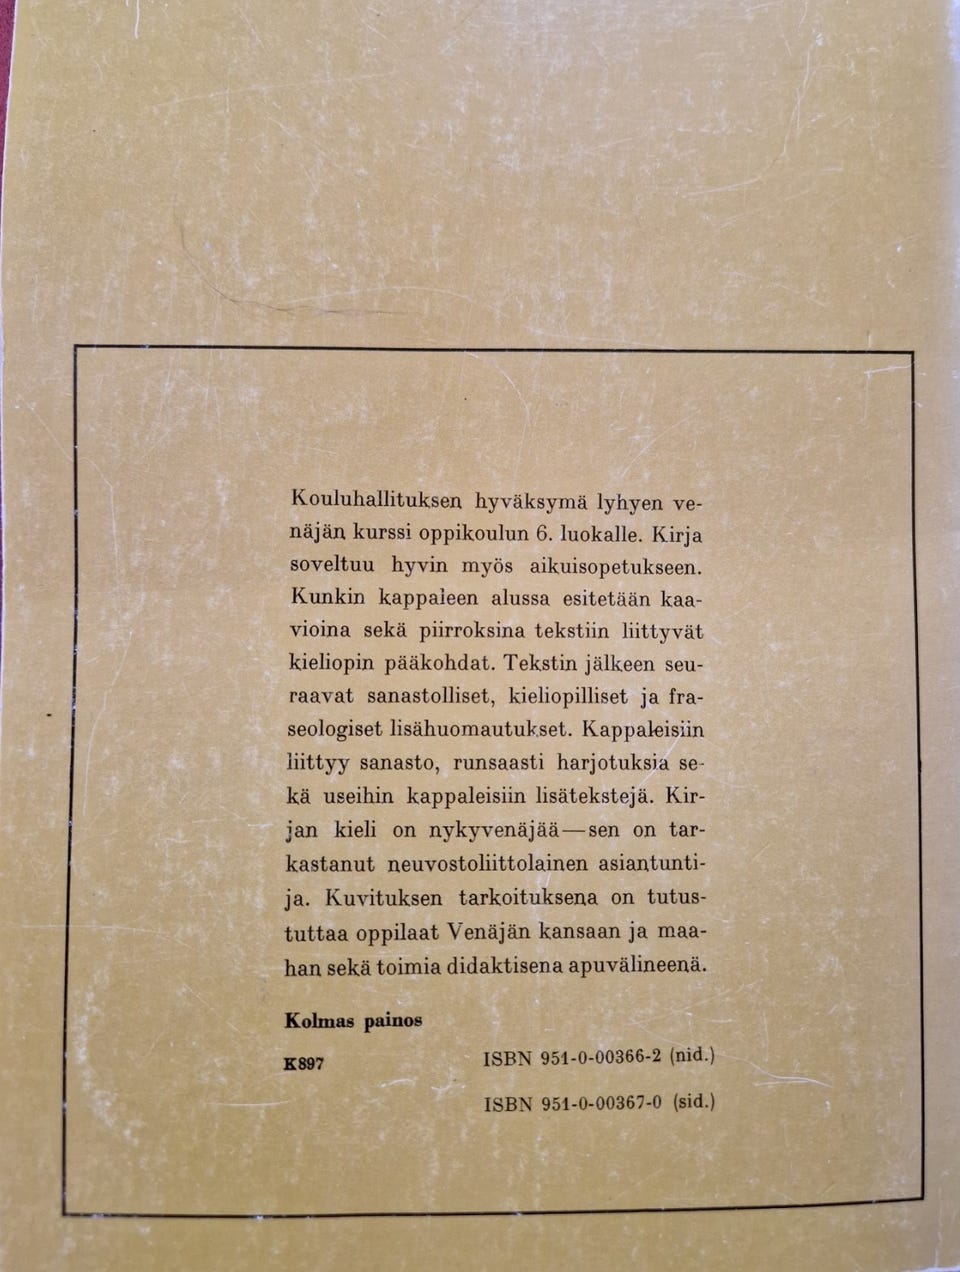 Kouluhallituksen hyväksymä lyhyen ve-
näjän kurssi oppikoulun 6. luokalle. Kirja
soveltuu hyvin myös aikuisopetukseen.
Kunkin kappaleen alussa esitetään kaa-
vioina sekä piirroksina tekstiin liittyvät
kieliopin pääkohdat. Tekstin jälkeen seu-
raavat sanastolliset, kieliopilliset ja fra-
seologiset lisähuomautukset. Kappaleisiin
liittyy sanasto, runsaasti harjotuksia se-
kä useihin kappaleisiin lisätekstejä. Kir-
jan kieli on nykyvenäjää — sen on tar-
kastanut neuvostoliittolainen asiantunti-
ja. Kuvituksen tarkoituksena on tutus-
tuttaa oppilaat Venäjän kansaan ja maa-
han sekä toimia didaktisena apuvälineenä.
Kolmas painos
K897
ISBN 951-0-00366-2 (nid.)
ISBN 951-0-00367-0 (sid.)